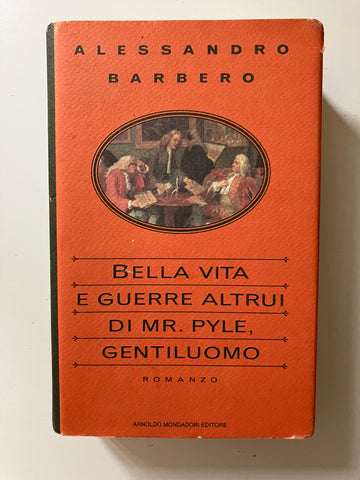 ALESSANDRO
BARBERO
BELLA VITA
E GUERRE ALTRUI
DI MR. PYLE,
GENTILUOMO
ROMANZO
ARNOLDO MONDADORI EDITORE